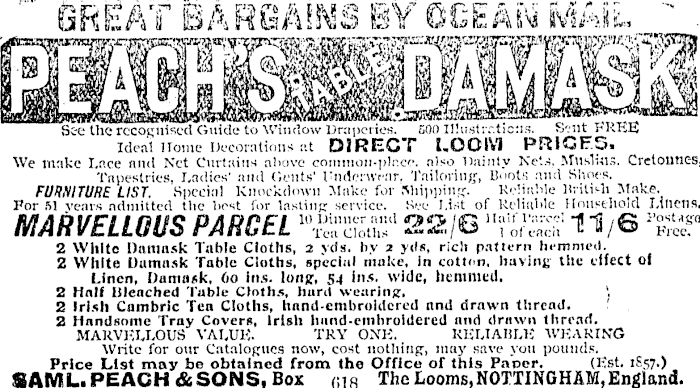 GREAT BARGAINS BY OCEAN MAIL
PEACH'S TABLE DAMASK
See the recognised Guide to Window Draperies. 500 Illustrations. Sent FREE
Ideal Home Decorations at DIRECT LOOM PRICES.
We make Lace and Net Curtains above common-place, also Dainty Nets, Muslins, Cretonnes,
Tapestries, Ladies' and Gents' Underwear, Tailoring, Boots and Shoes.
FURNITURE LIST. Special Knockdown Make for Shipping. Reliable British Make.
For 51 years admitted the best for lasting service. See List of Reliable Household Linens.
MARVELLOUS PARCEL 10 Dinner and Tea Cloths 22/6 Half Parcel 1 of each 11/6 Postage Free.
2 White Damask Table Cloths, 2 yds. by 2 yds, rich pattern hemmed.
2 White Damask Table Cloths, special make, in cotton, having the effect of
Linen, Damask, 60 ins. long, 54 ins. wide, hemmed.
2 Half Bleached Table Cloths, hard wearing.
2 Irish Cambric Tea Cloths, hand-embroidered and drawn thread.
2 Handsome Tray Covers, Irish hand-embroidered and drawn thread.
MARVELLOUS VALUE. TRY ONE. RELIABLE WEARING
Write for our Catalogues now, cost nothing, may save you pounds.
Price List may be obtained from the Office of this Paper. (Est. 1857.)
SAML. PEACH & SONS, Box 618 The Looms, NOTTINGHAM, England.